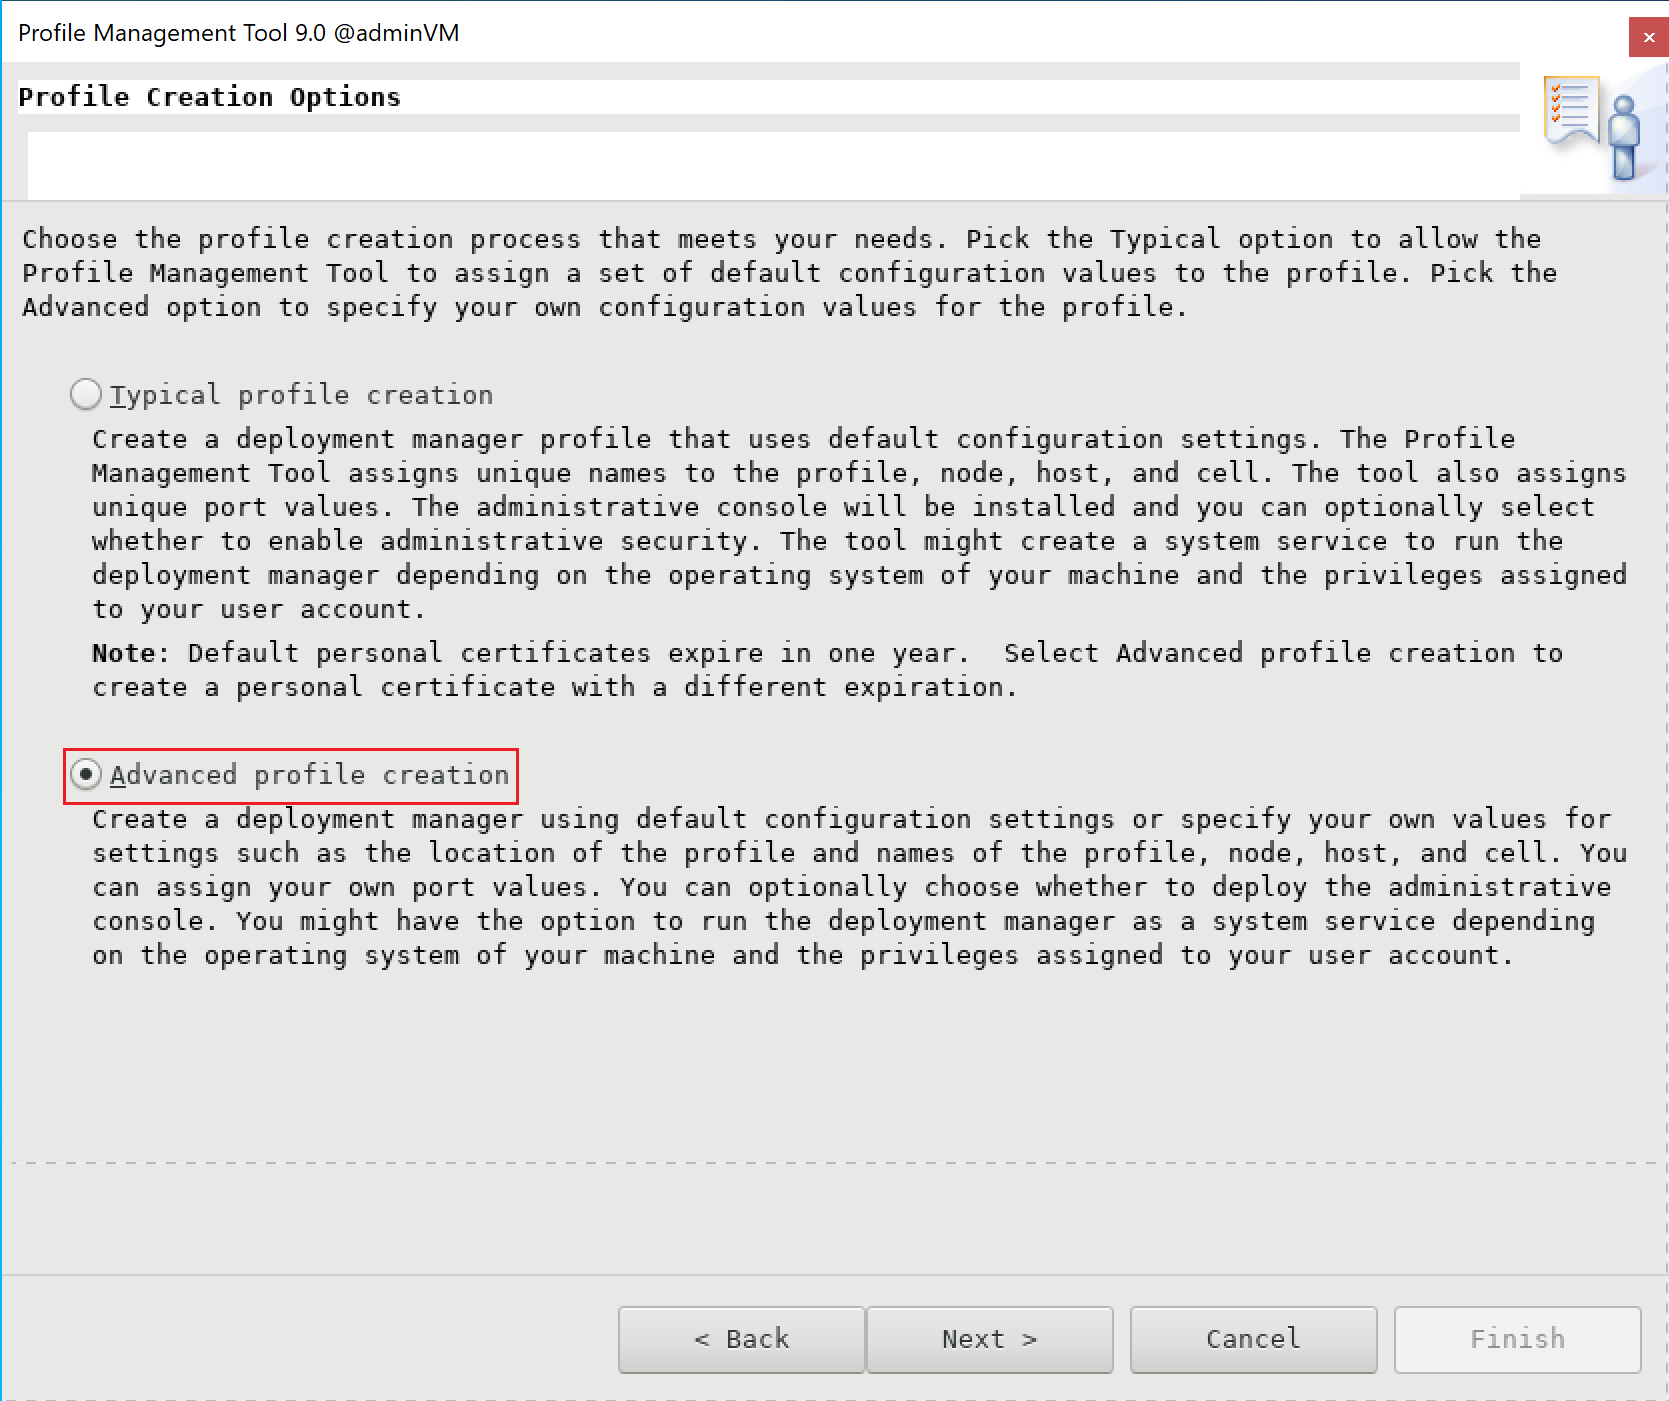 Profile Management Tool 9.0 @adminVM
Profile Creation Options
Choose the profile creation process that meets your needs. Pick the Typical option to allow the
Profile Management Tool to assign a set of default configuration values to the profile. Pick the
Advanced option to specify your own configuration values for the profile.
Typical profile creation
Create a deployment manager profile that uses default configuration settings. The Profile
Management Tool assigns unique names to the profile, node, host, and cell. The tool also assigns
unique port values. The administrative console will be installed and you can optionally select
whether to enable administrative security. The tool might create a system service to run the
deployment manager depending on the operating system of your machine and the privileges assigned
to your user account.
Note: Default personal certificates expire in one year.  Select Advanced profile creation to
create a personal certificate with a different expiration.
Advanced profile creation
Create a deployment manager using default configuration settings or specify your own values for
settings such as the location of the profile and names of the profile, node, host, and cell. You
can assign your own port values. You can optionally choose whether to deploy the administrative
console. You might have the option to run the deployment manager as a system service depending
on the operating system of your machine and the privileges assigned to your user account.
< Back
Next >
Cancel
Finish